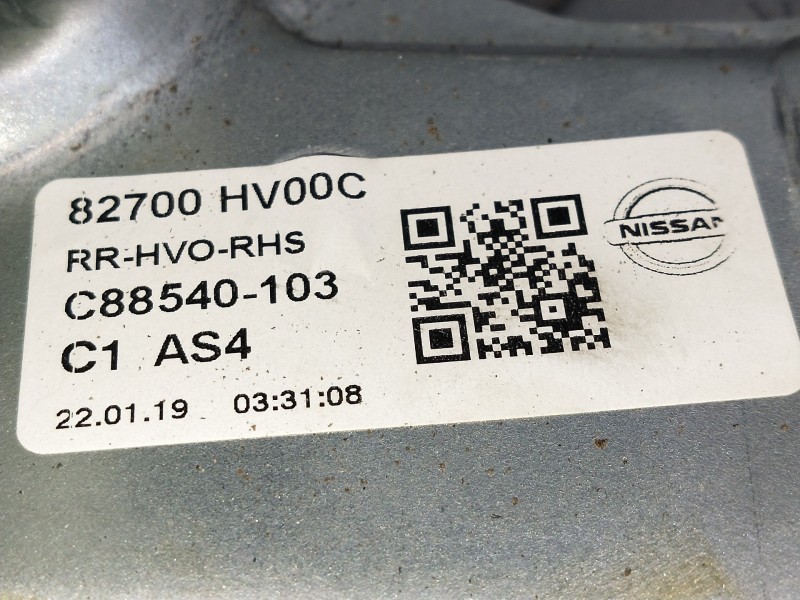 82700 HV00C
RR-HVO-RHS
C88540-103
C1 AS4
22.01.19 03:31:08
NISSAN